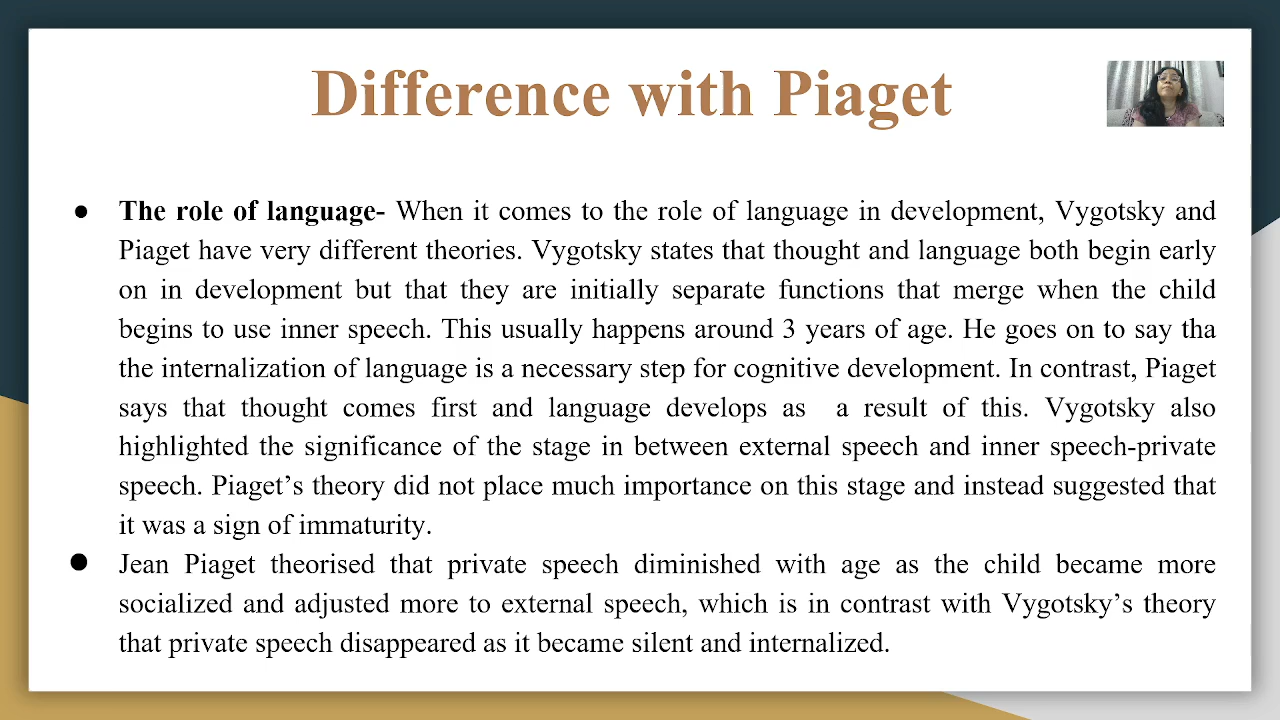 Difference with Piaget
● The role of language- When it comes to the role of language in development, Vygotsky and
Piaget have very different theories. Vygotsky states that thought and language both begin early
on in development but that they are initially separate functions that merge when the child
begins to use inner speech. This usually happens around 3 years of age. He goes on to say tha
the internalization of language is a necessary step for cognitive development. In contrast, Piaget
says that thought comes first and language develops as a result of this. Vygotsky also
highlighted the significance of the stage in between external speech and inner speech-private
speech. Piaget’s theory did not place much importance on this stage and instead suggested that
it was a sign of immaturity.
● Jean Piaget theorised that private speech diminished with age as the child became more
socialized and adjusted more to external speech, which is in contrast with Vygotsky’s theory
that private speech disappeared as it became silent and internalized.